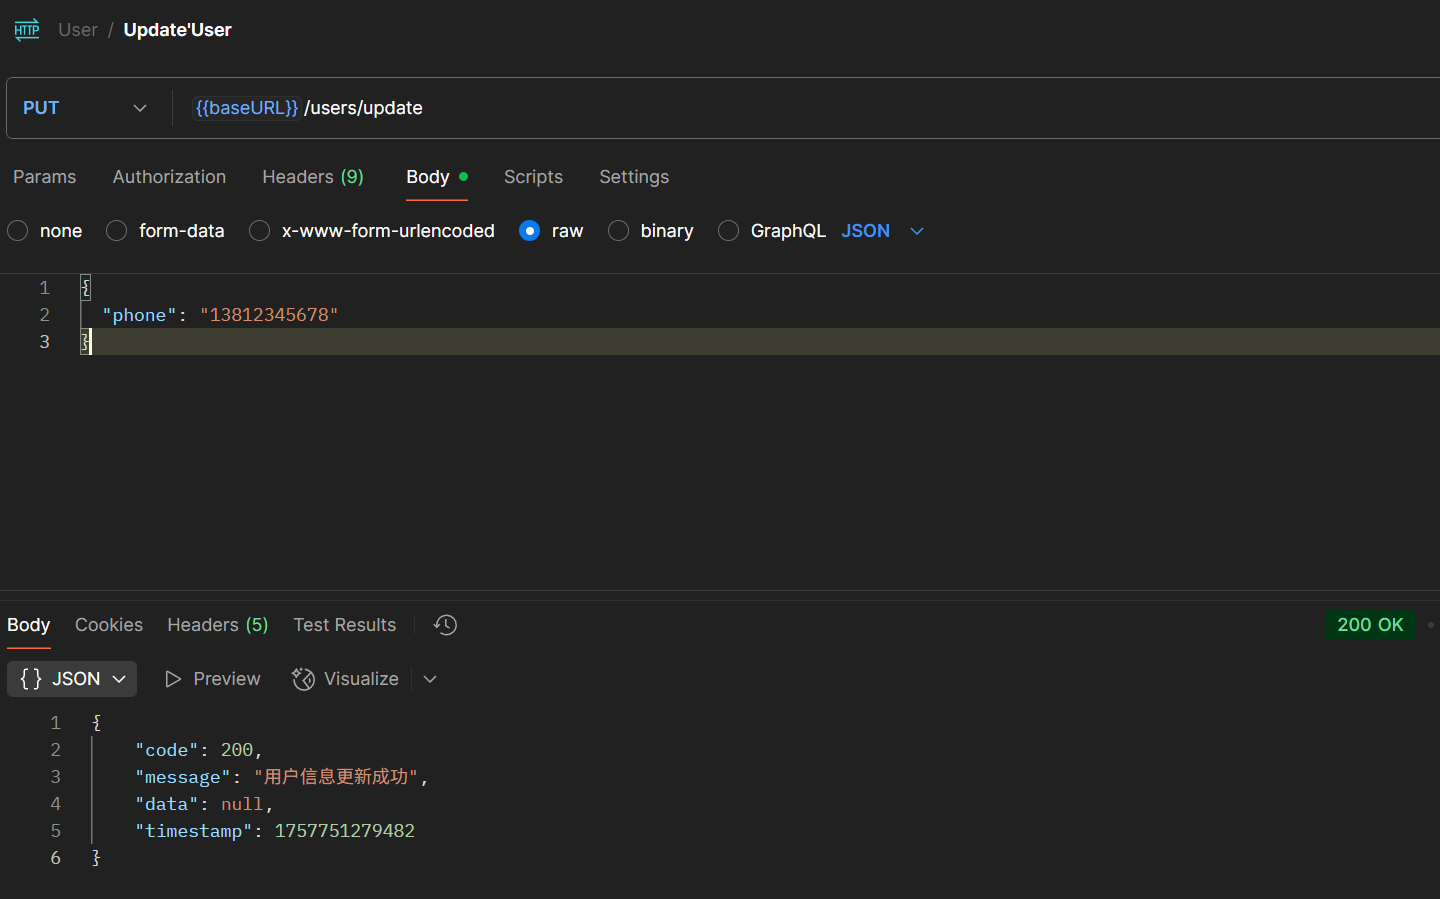 HTTP User / Update'User
PUT {{baseURL}} /users/update
Params Authorization Headers (9) Body Scripts Settings
none form-data x-www-form-urlencoded raw binary GraphQL JSON
1 {
2 "phone": "13812345678"
3 }
Body Cookies Headers (5) Test Results 200 OK
{} JSON Preview Visualize
1 {
2 "code": 200,
3 "message": "用户信息更新成功",
4 "data": null,
5 "timestamp": 1757751279482
6 }